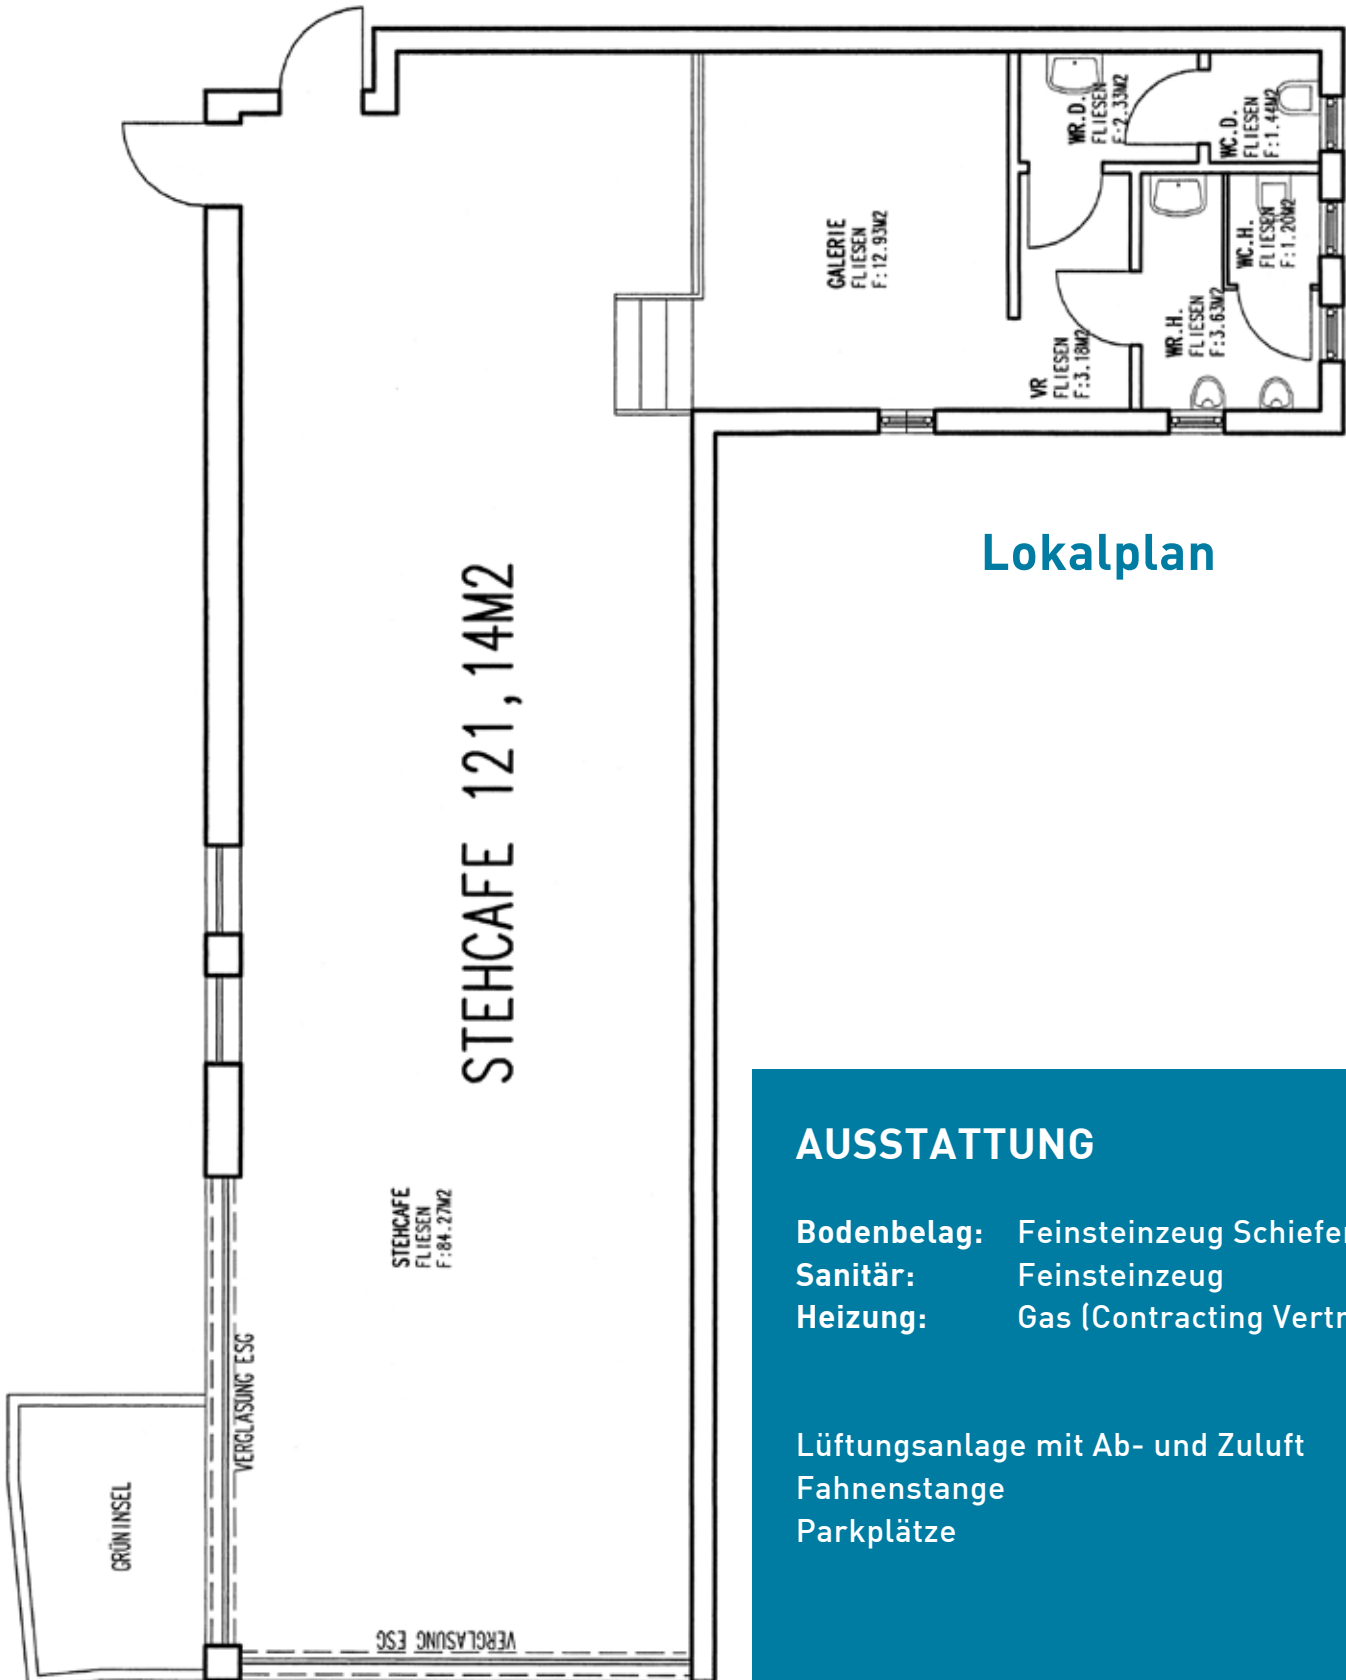 WR.D.
FLIESEN
F:2.33M2
WC.D.
FLIESEN
F:1.44M2
GALERIE
FLIESEN
F:12.93M2
WC.H.
FLIESEN
F:1.20M2
WR.H.
FLIESEN
F:3.63M2
VR
FLIESEN
F:3.18M2
Lokalplan
STEHCAFE 121,14M2
STEHCAFE
FLIESEN
F:84.27M2
VERGLASUNG ESG
GRÜNINSEL
VERGLASUNG ESG
AUSSTATTUNG
Bodenbelag: Feinsteinzeug Schiefer
Sanitär: Feinsteinzeug
Heizung: Gas (Contracting Vertr
Lüftungsanlage mit Ab- und Zuluft
Fahnenstange
Parkplätze